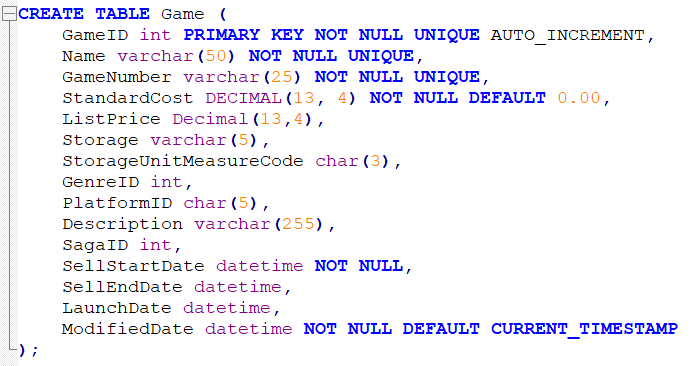 CREATE TABLE Game (
GameID int PRIMARY KEY NOT NULL UNIQUE AUTO_INCREMENT,
Name varchar(50) NOT NULL UNIQUE,
GameNumber varchar(25) NOT NULL UNIQUE,
StandardCost DECIMAL(13, 4) NOT NULL DEFAULT 0.00,
ListPrice Decimal(13,4),
Storage varchar(5),
StorageUnitMeasureCode char(3),
GenreID int,
PlatformID char(5),
Description varchar(255),
SagaID int,
SellStartDate datetime NOT NULL,
SellEndDate datetime,
LaunchDate datetime,
ModifiedDate datetime NOT NULL DEFAULT CURRENT_TIMESTAMP
);